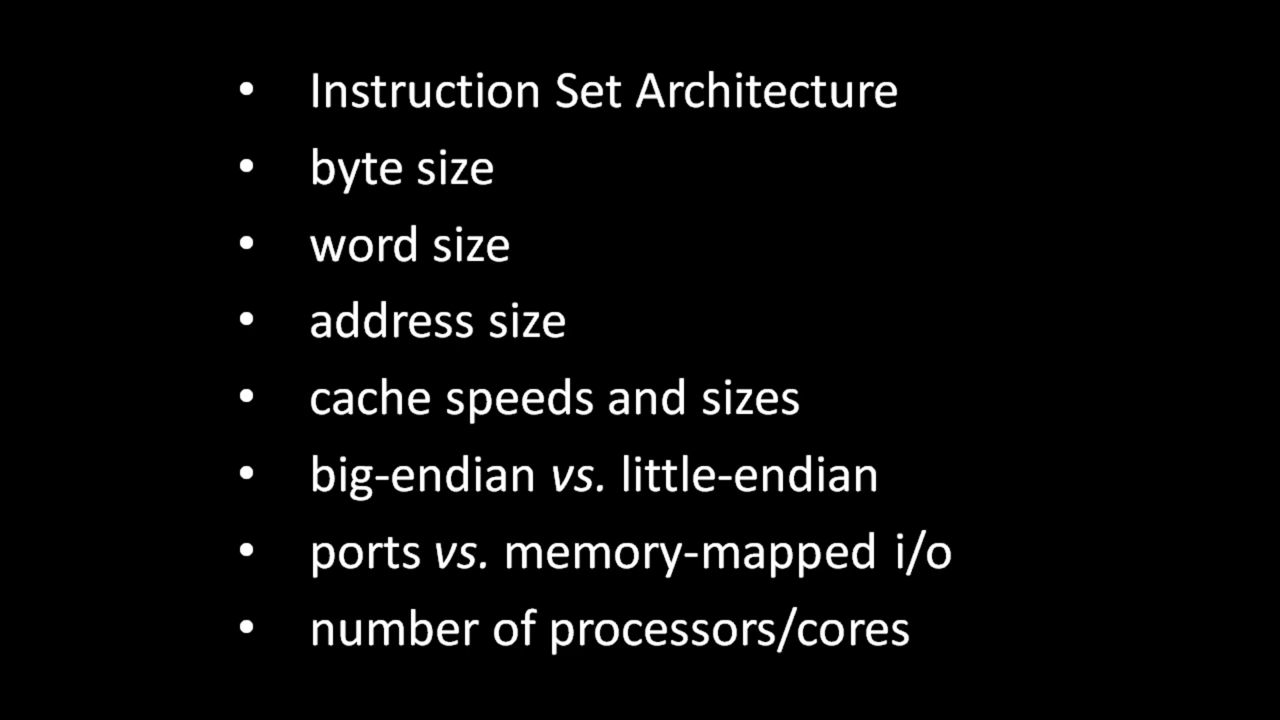 • Instruction Set Architecture
• byte size
• word size
• address size
• cache speeds and sizes
• big-endian vs. little-endian
• ports vs. memory-mapped i/o
• number of processors/cores